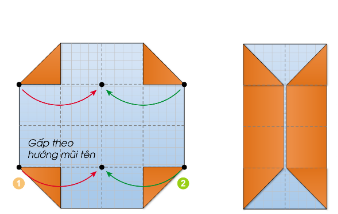 Gấp theo
hướng mũi tên
1 2